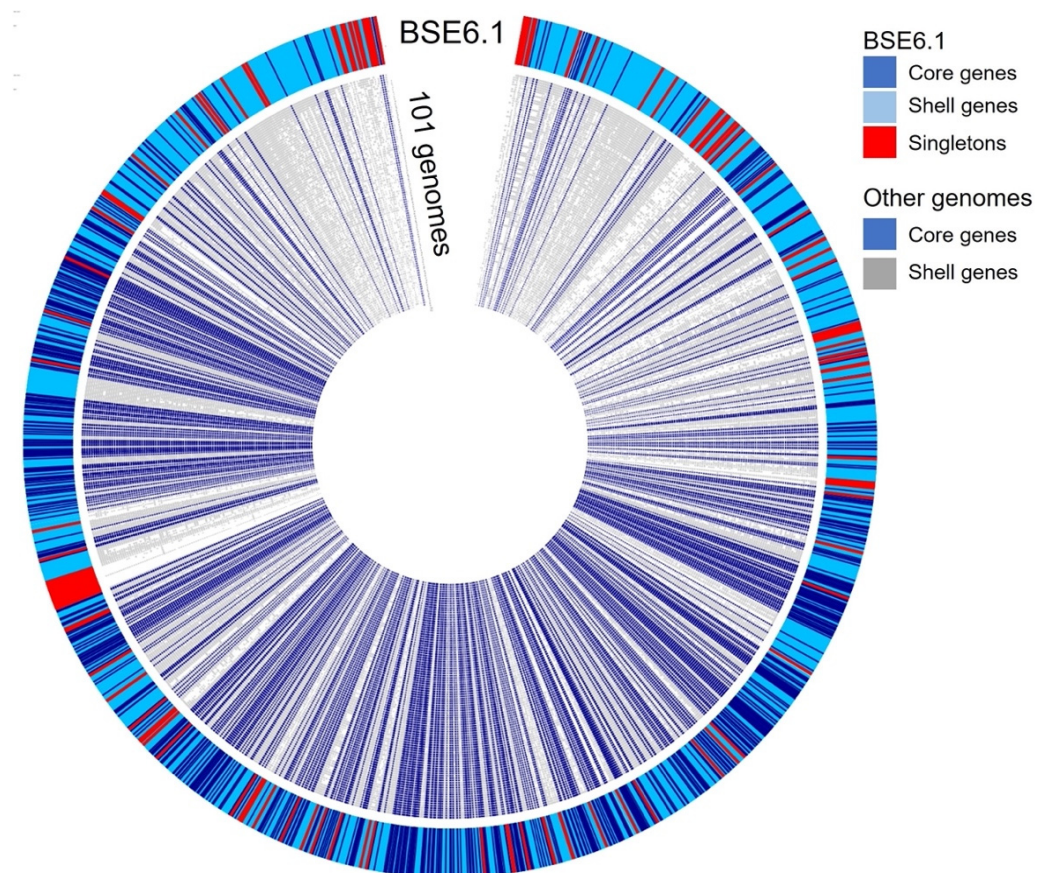 BSE6.1
101 genomes
BSE6.1
Core genes
Shell genes
Singletons
Other genomes
Core genes
Shell genes